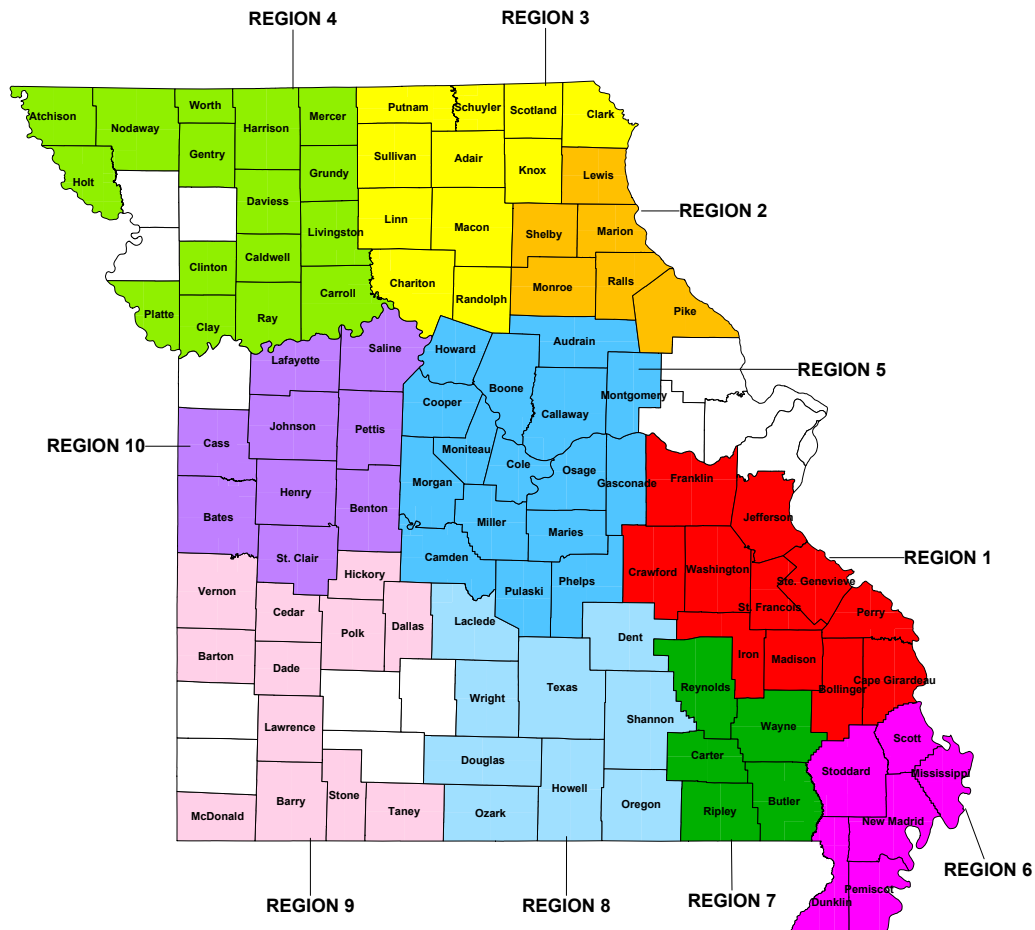 REGION 4
REGION 3
Atchison
Nodaway
Worth
Harrison
Mercer
Putnam
Schuyler
Scotland
Clark
Gentry
Sullivan
Adair
Knox
Lewis
Holt
Grundy
Daviess
Linn
Macon
Shelby
Marion
REGION 2
Livingston
Clinton
Caldwell
Chariton
Randolph
Monroe
Ralls
Pike
Platte
Clay
Ray
Carroll
Lafayette
Saline
Howard
Audrain
REGION 5
Boone
Callaway
Montgomery
Cooper
REGION 10
Cass
Johnson
Pettis
Moniteau
Cole
Osage
Gasconade
Franklin
Bates
Henry
Benton
Morgan
Miller
Maries
Jefferson
St. Clair
Camden
REGION 1
Vernon
Hickory
Pulaski
Phelps
Crawford
Washington
Ste. Genevieve
St. Francois
Perry
Cedar
Polk
Dallas
Laclede
Dent
Barton
Dade
Iron
Madison
Bollinger
Cape Girardeau
Wright
Texas
Shannon
Reynolds
Lawrence
Wayne
Scott
Douglas
Carter
Stoddard
Mississippi
McDonald
Barry
Stone
Taney
Ozark
Howell
Oregon
Ripley
Butler
New Madrid
REGION 6
Dunklin
Pemiscot
REGION 9
REGION 8
REGION 7